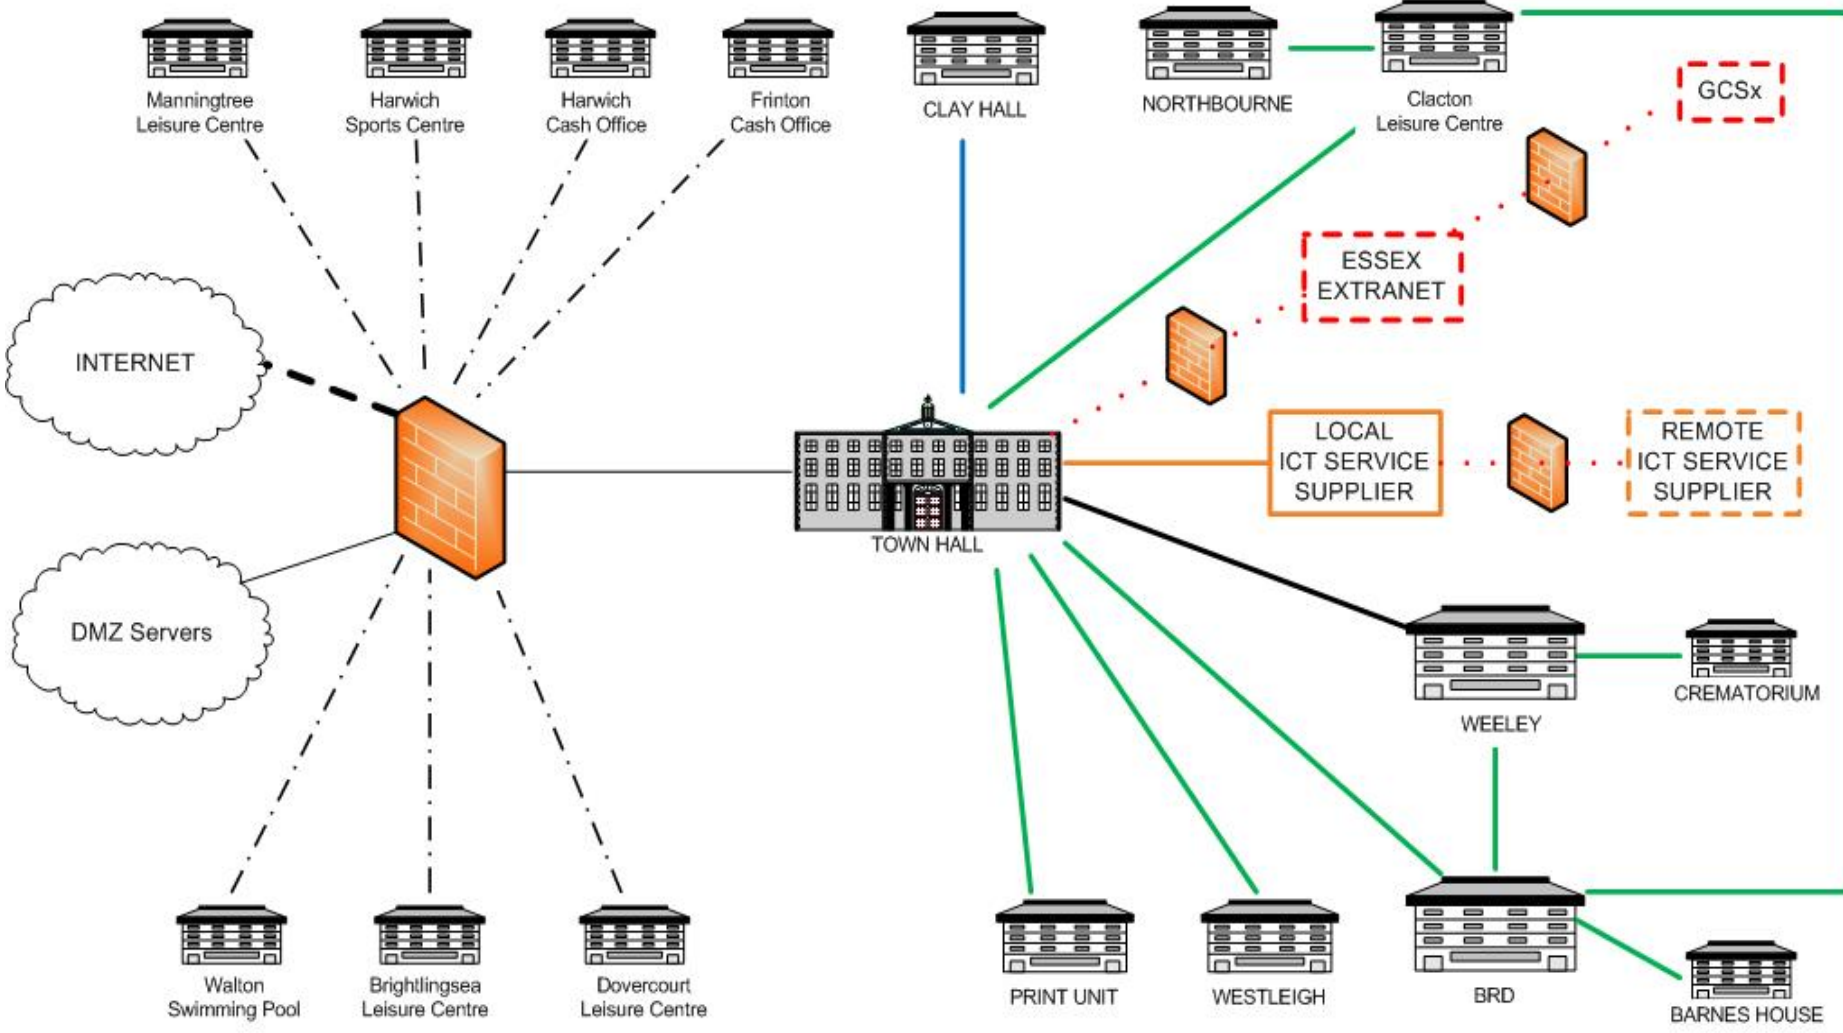 Manningtree
Leisure Centre
Harwich
Sports Centre
Harwich
Cash Office
Frinton
Cash Office
CLAY HALL
NORTHBOURNE
Clacton
Leisure Centre
GCSx
ESSEX
EXTRANET
INTERNET
LOCAL
ICT SERVICE
SUPPLIER
REMOTE
ICT SERVICE
SUPPLIER
TOWN HALL
DMZ Servers
WEELEY
CREMATORIUM
Walton
Swimming Pool
Brightlingsea
Leisure Centre
Dovercourt
Leisure Centre
PRINT UNIT
WESTLEIGH
BRD
BARNES HOUSE